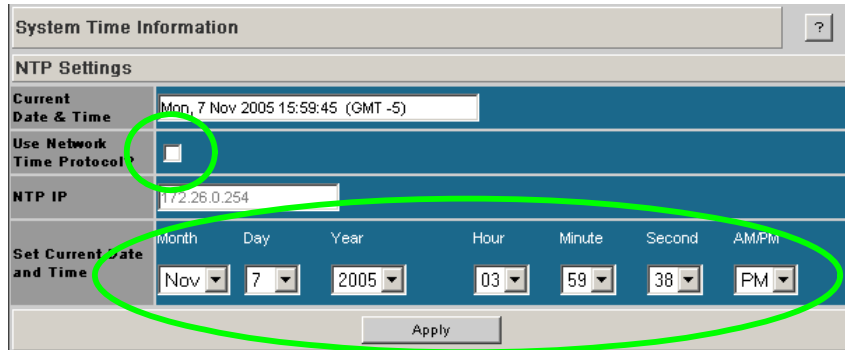 System Time Information
?
NTP Settings
Current
Date & Time
Mon, 7 Nov 2005 15:59:45 (GMT -5)
Use Network
Time Protocol?
NTP IP
172.26.0.254
Set Current Date
and Time
Month Day Year Hour Minute Second AM/PM
Nov 7 2005 03 59 38 PM
Apply